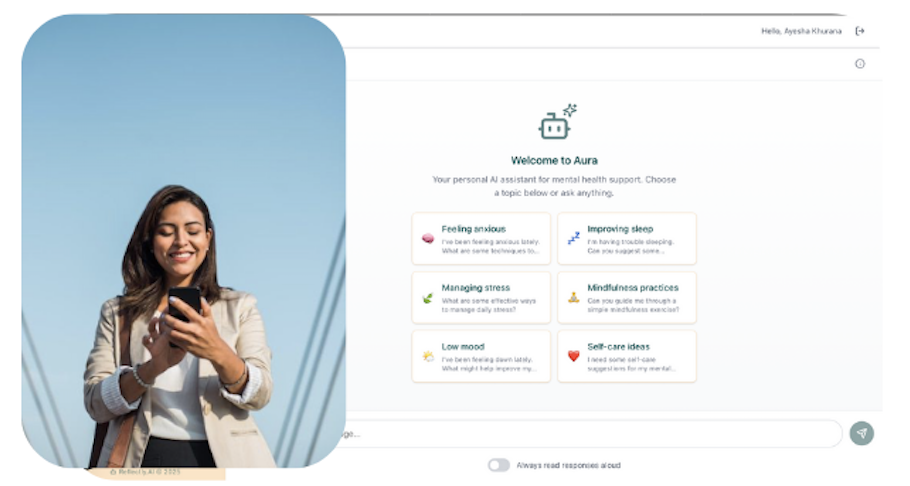 Hello, Ayesha Khurana
Welcome to Aura
Your personal AI assistant for mental health support. Choose
a topic below or ask anything.
Feeling anxious
I've been feeling anxious lately.
What are some techniques to...
Improving sleep
I'm having trouble sleeping.
Can you suggest some...
Managing stress
What are some effective ways
to manage daily stress?
Mindfulness practices
Can you guide me through a
simple mindfulness exercise?
Low mood
I've been feeling down lately.
What might help improve my...
Self-care ideas
I need some self-care
suggestions for my mental...
ge...
Always read responses aloud
© 2025